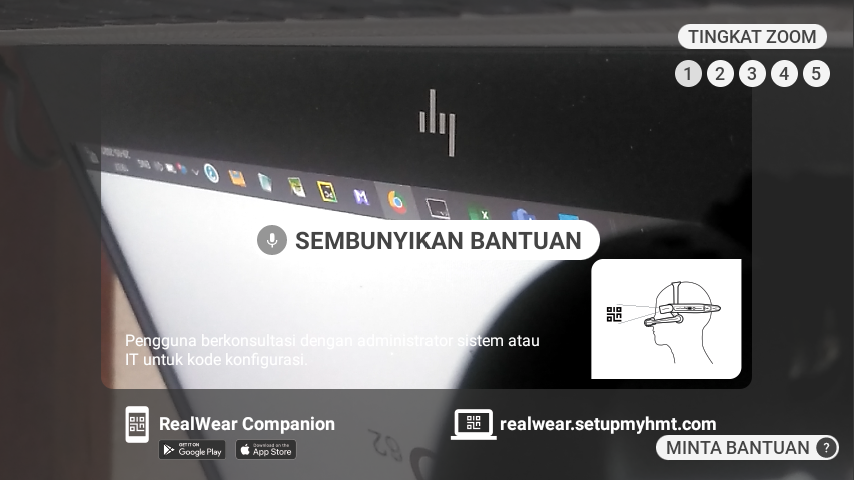 TINGKAT ZOOM
1 2 3 4 5
SEMBUNYIKAN BANTUAN
Pengguna berkonsultasi dengan administrator sistem atau
IT untuk kode konfigurasi.
RealWear Companion
GET IT ON
Google Play
Download on the
App Store
realwear.setupmyhmt.com
MINTA BANTUAN ?
62